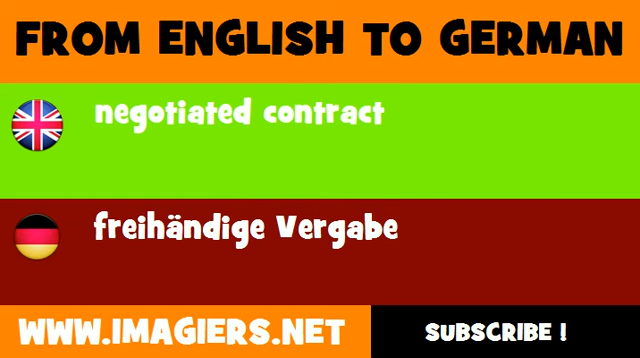 FROM ENGLISH TO GERMAN
negotiated contract
freihändige Vergabe
WWW.IMAGIERS.NET
SUBSCRIBE !